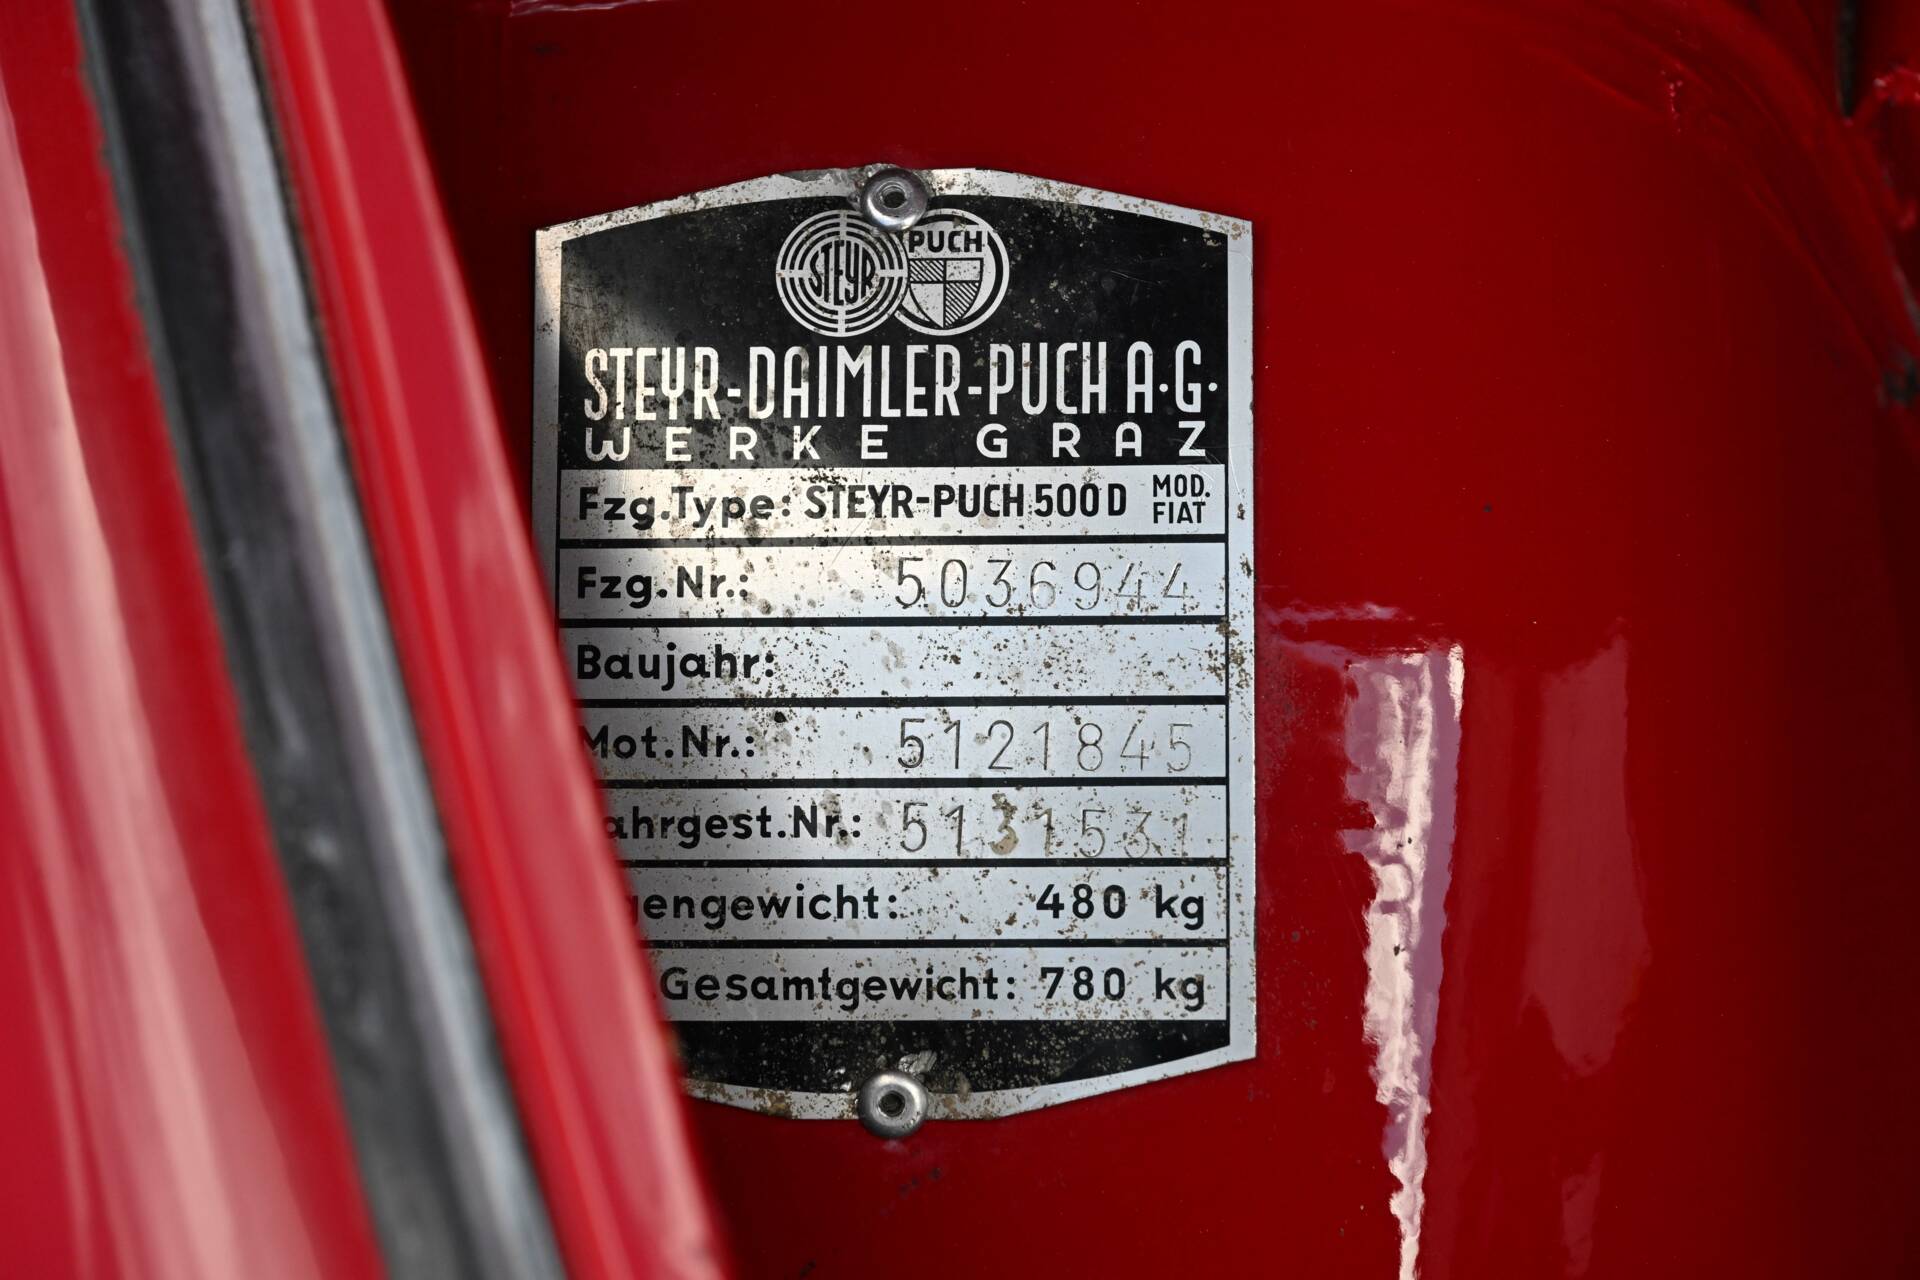 STEYR PUCH
STEYR-DAIMLER-PUCH A·G·
WERKE GRAZ
Fzg.Type: STEYR-PUCH 500 D MOD. FIAT
Fzg.Nr.: 5036944
Baujahr:
Mot.Nr.: 5121845
ahrgest.Nr.: 5131531
gengewicht: 480 kg
Gesamtgewicht: 780 kg